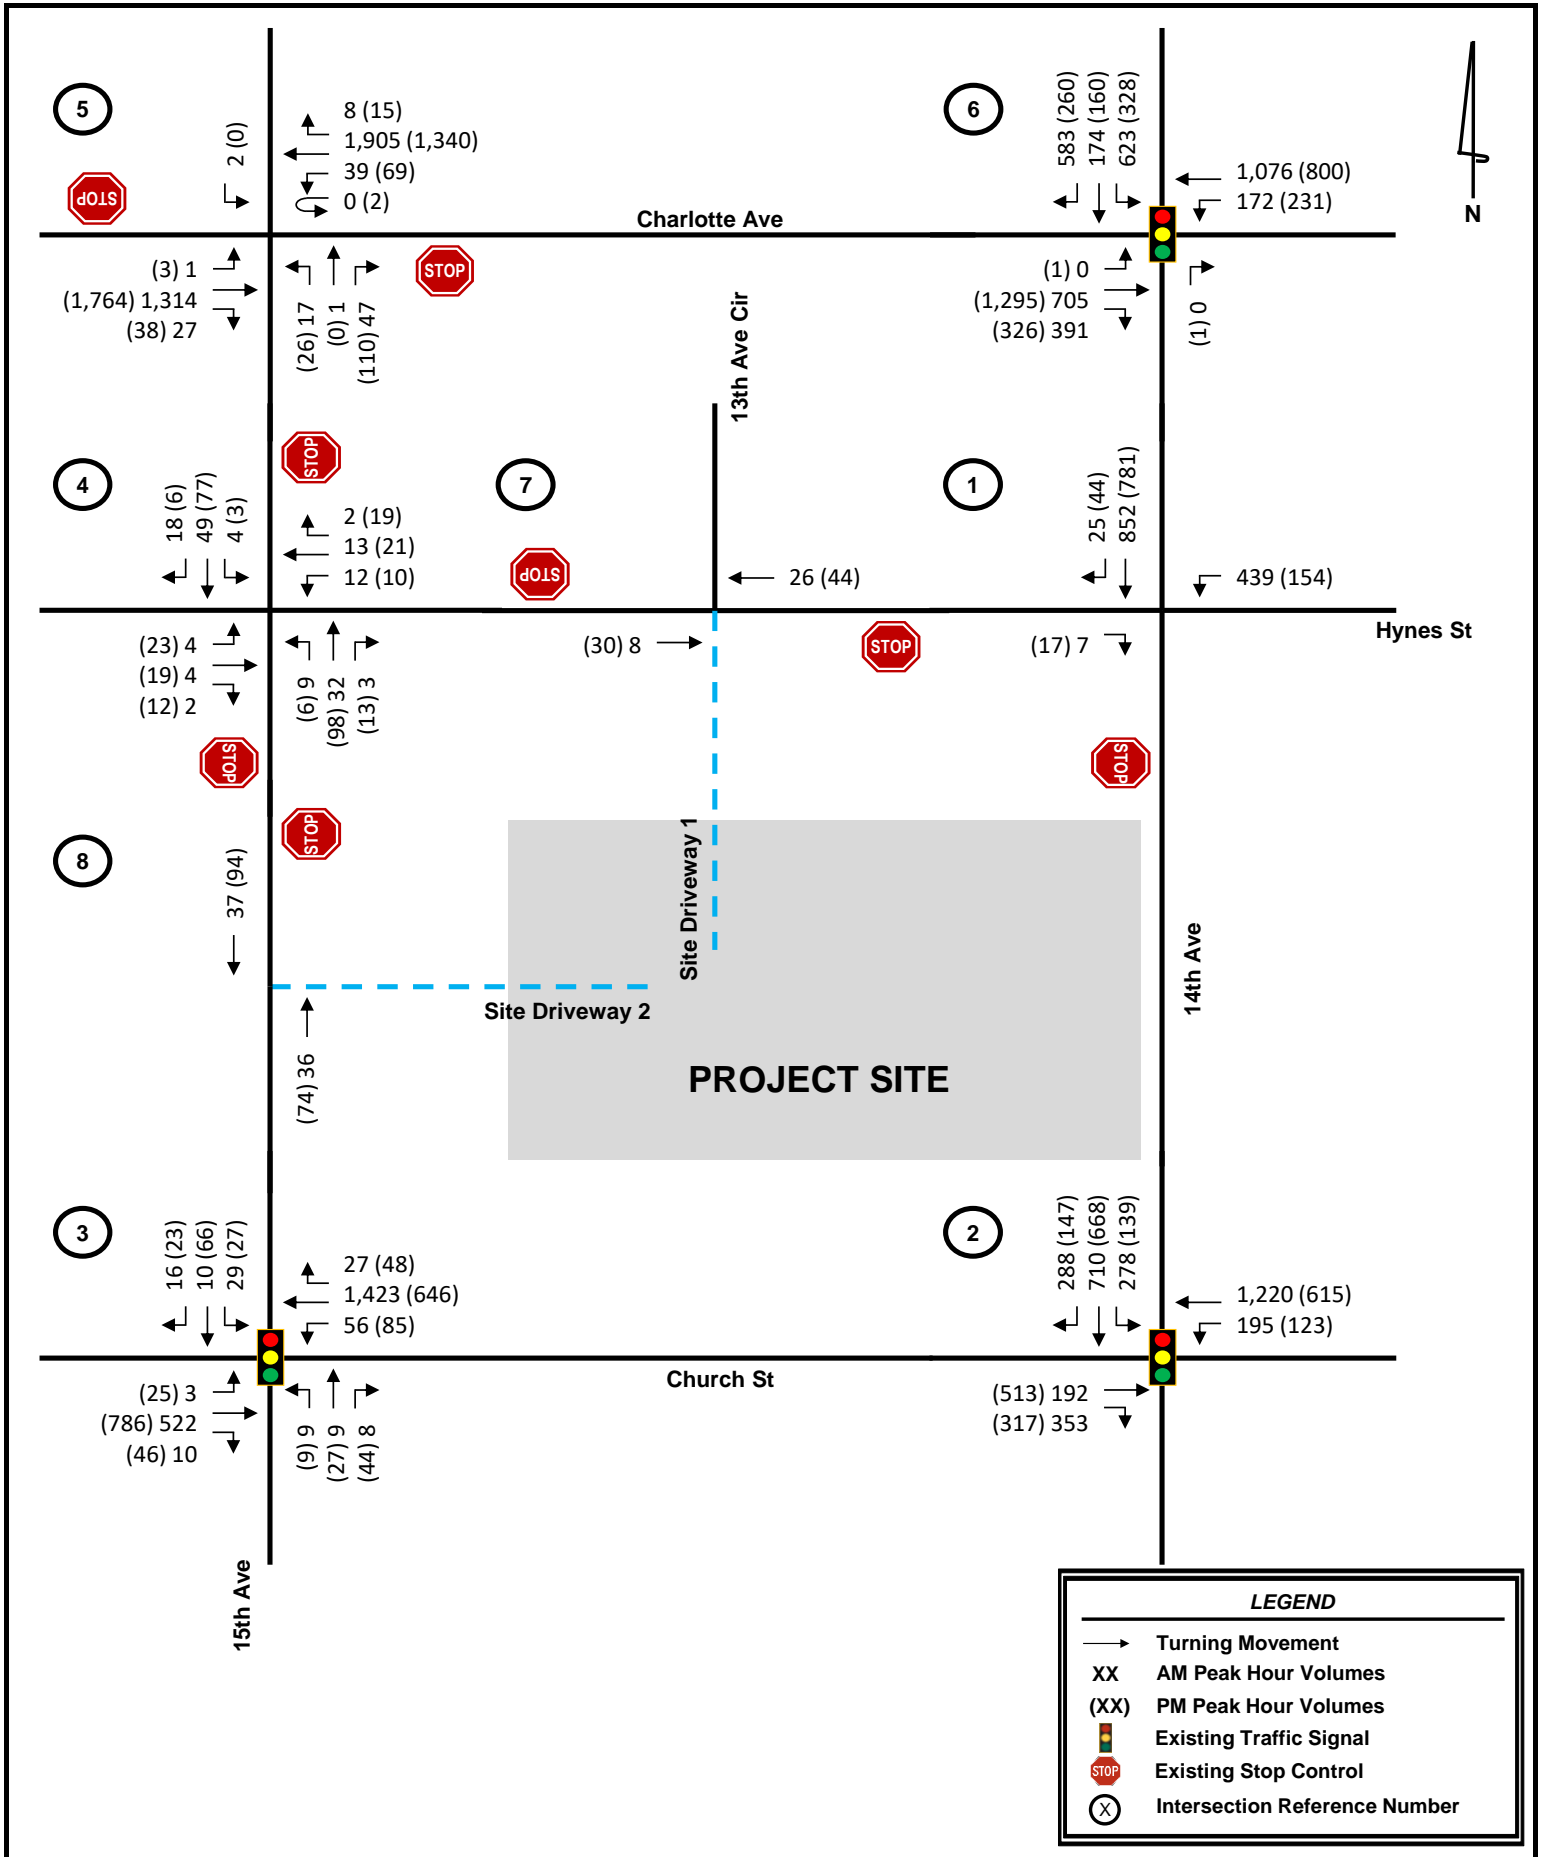 5
2 (0)
8 (15)
1,905 (1,340)
39 (69)
0 (2)
STOP
6
583 (260)
174 (160)
623 (328)
1,076 (800)
172 (231)
N
Charlotte Ave
(3) 1
(1,764) 1,314
(38) 27
(26) 17
(0) 1
(110) 47
STOP
(1) 0
(1,295) 705
(326) 391
(1) 0
13th Ave Cir
4
18 (6)
49 (77)
4 (3)
STOP
2 (19)
13 (21)
12 (10)
7
STOP
26 (44)
1
25 (44)
852 (781)
439 (154)
Hynes St
(23) 4
(19) 4
(12) 2
(6) 9
(98) 32
(13) 3
(30) 8
STOP
(17) 7
STOP
STOP
STOP
8
37 (94)
Site Driveway 1
14th Ave
Site Driveway 2
(74) 36
PROJECT SITE
3
16 (23)
10 (66)
29 (27)
27 (48)
1,423 (646)
56 (85)
2
288 (147)
710 (668)
278 (139)
1,220 (615)
195 (123)
Church St
(25) 3
(786) 522
(46) 10
(9) 9
(27) 9
(44) 8
(513) 192
(317) 353
15th Ave
LEGEND
Turning Movement
XX AM Peak Hour Volumes
(XX) PM Peak Hour Volumes
Existing Traffic Signal
STOP Existing Stop Control
X Intersection Reference Number